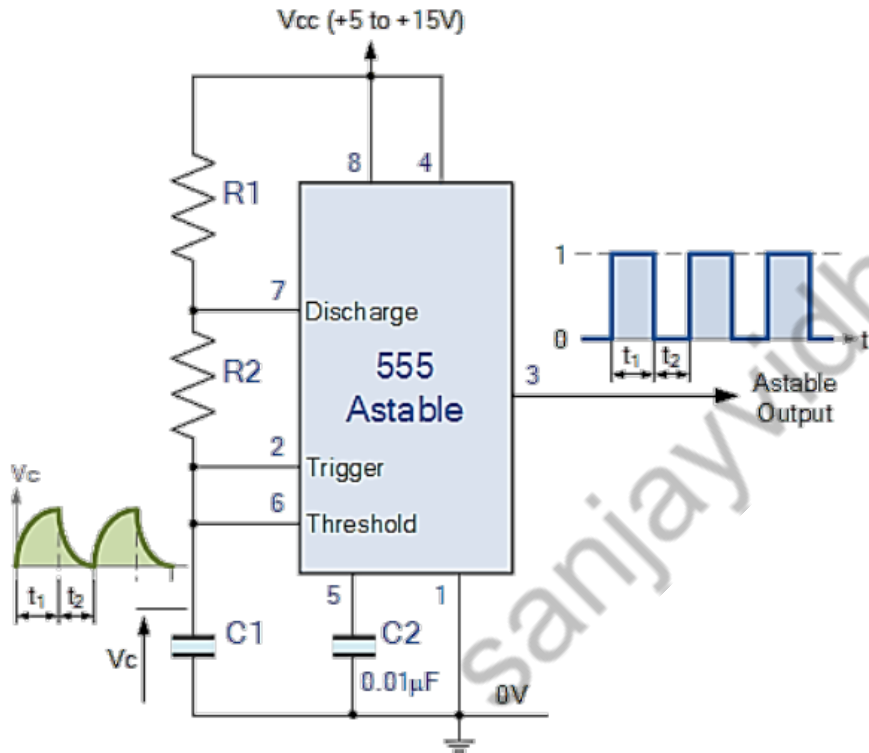 Vcc (+5 to +15V)
8
4
R1
7
Discharge
R2
555
Astable
3
1
0
t
t₁
t₂
Astable
Output
2
Trigger
6
Threshold
Vc
t₁
t₂
5
1
Vc
C1
C2
0.01µF
0V
sanjayvidh